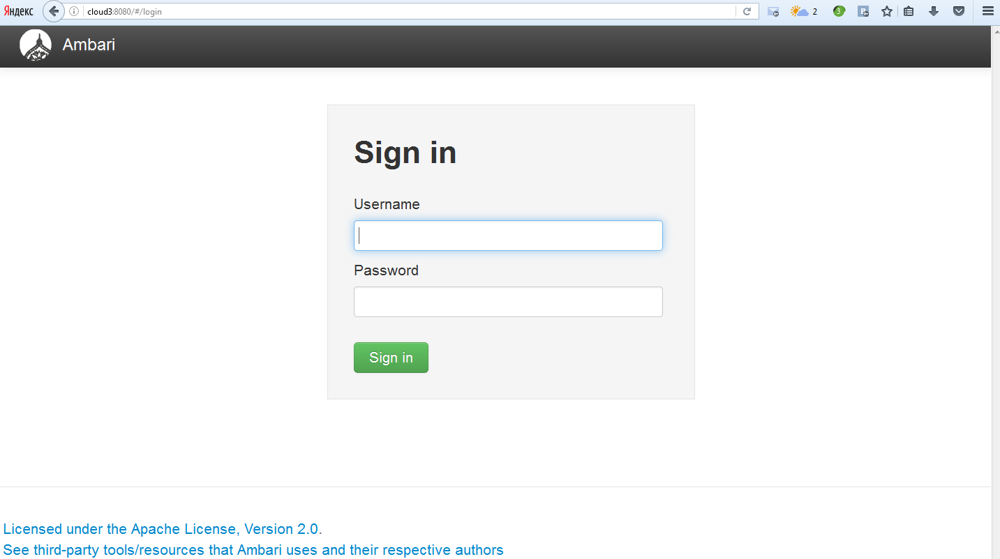 Яндекс
cloud3:8080/#/login
2
3
P
Ambari
Sign in
Username
Password
Sign in
Licensed under the Apache License, Version 2.0.
See third-party tools/resources that Ambari uses and their respective authors